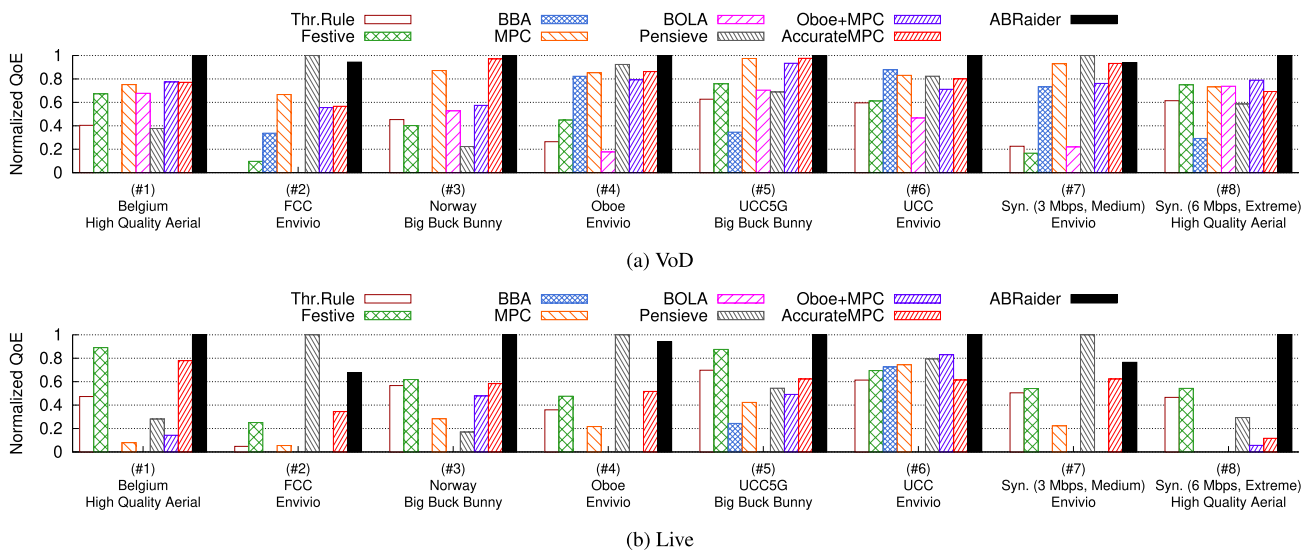 Thr.Rule BBA BOLA Oboe+MPC ABRaider
Festive MPC Pensieve AccurateMPC
Normalized QoE
1
0.8
0.6
0.4
0.2
0
(#1) (#2) (#3) (#4) (#5) (#6) (#7) (#8)
Belgium FCC Norway Oboe UCC5G UCC Syn. (3 Mbps, Medium) Syn. (6 Mbps, Extreme)
High Quality Aerial Envivio Big Buck Bunny Envivio Big Buck Bunny Envivio Envivio High Quality Aerial
(a) VoD
Thr.Rule BBA BOLA Oboe+MPC ABRaider
Festive MPC Pensieve AccurateMPC
Normalized QoE
1
0.8
0.6
0.4
0.2
0
(#1) (#2) (#3) (#4) (#5) (#6) (#7) (#8)
Belgium FCC Norway Oboe UCC5G UCC Syn. (3 Mbps, Medium) Syn. (6 Mbps, Extreme)
High Quality Aerial Envivio Big Buck Bunny Envivio Big Buck Bunny Envivio Envivio High Quality Aerial
(b) Live